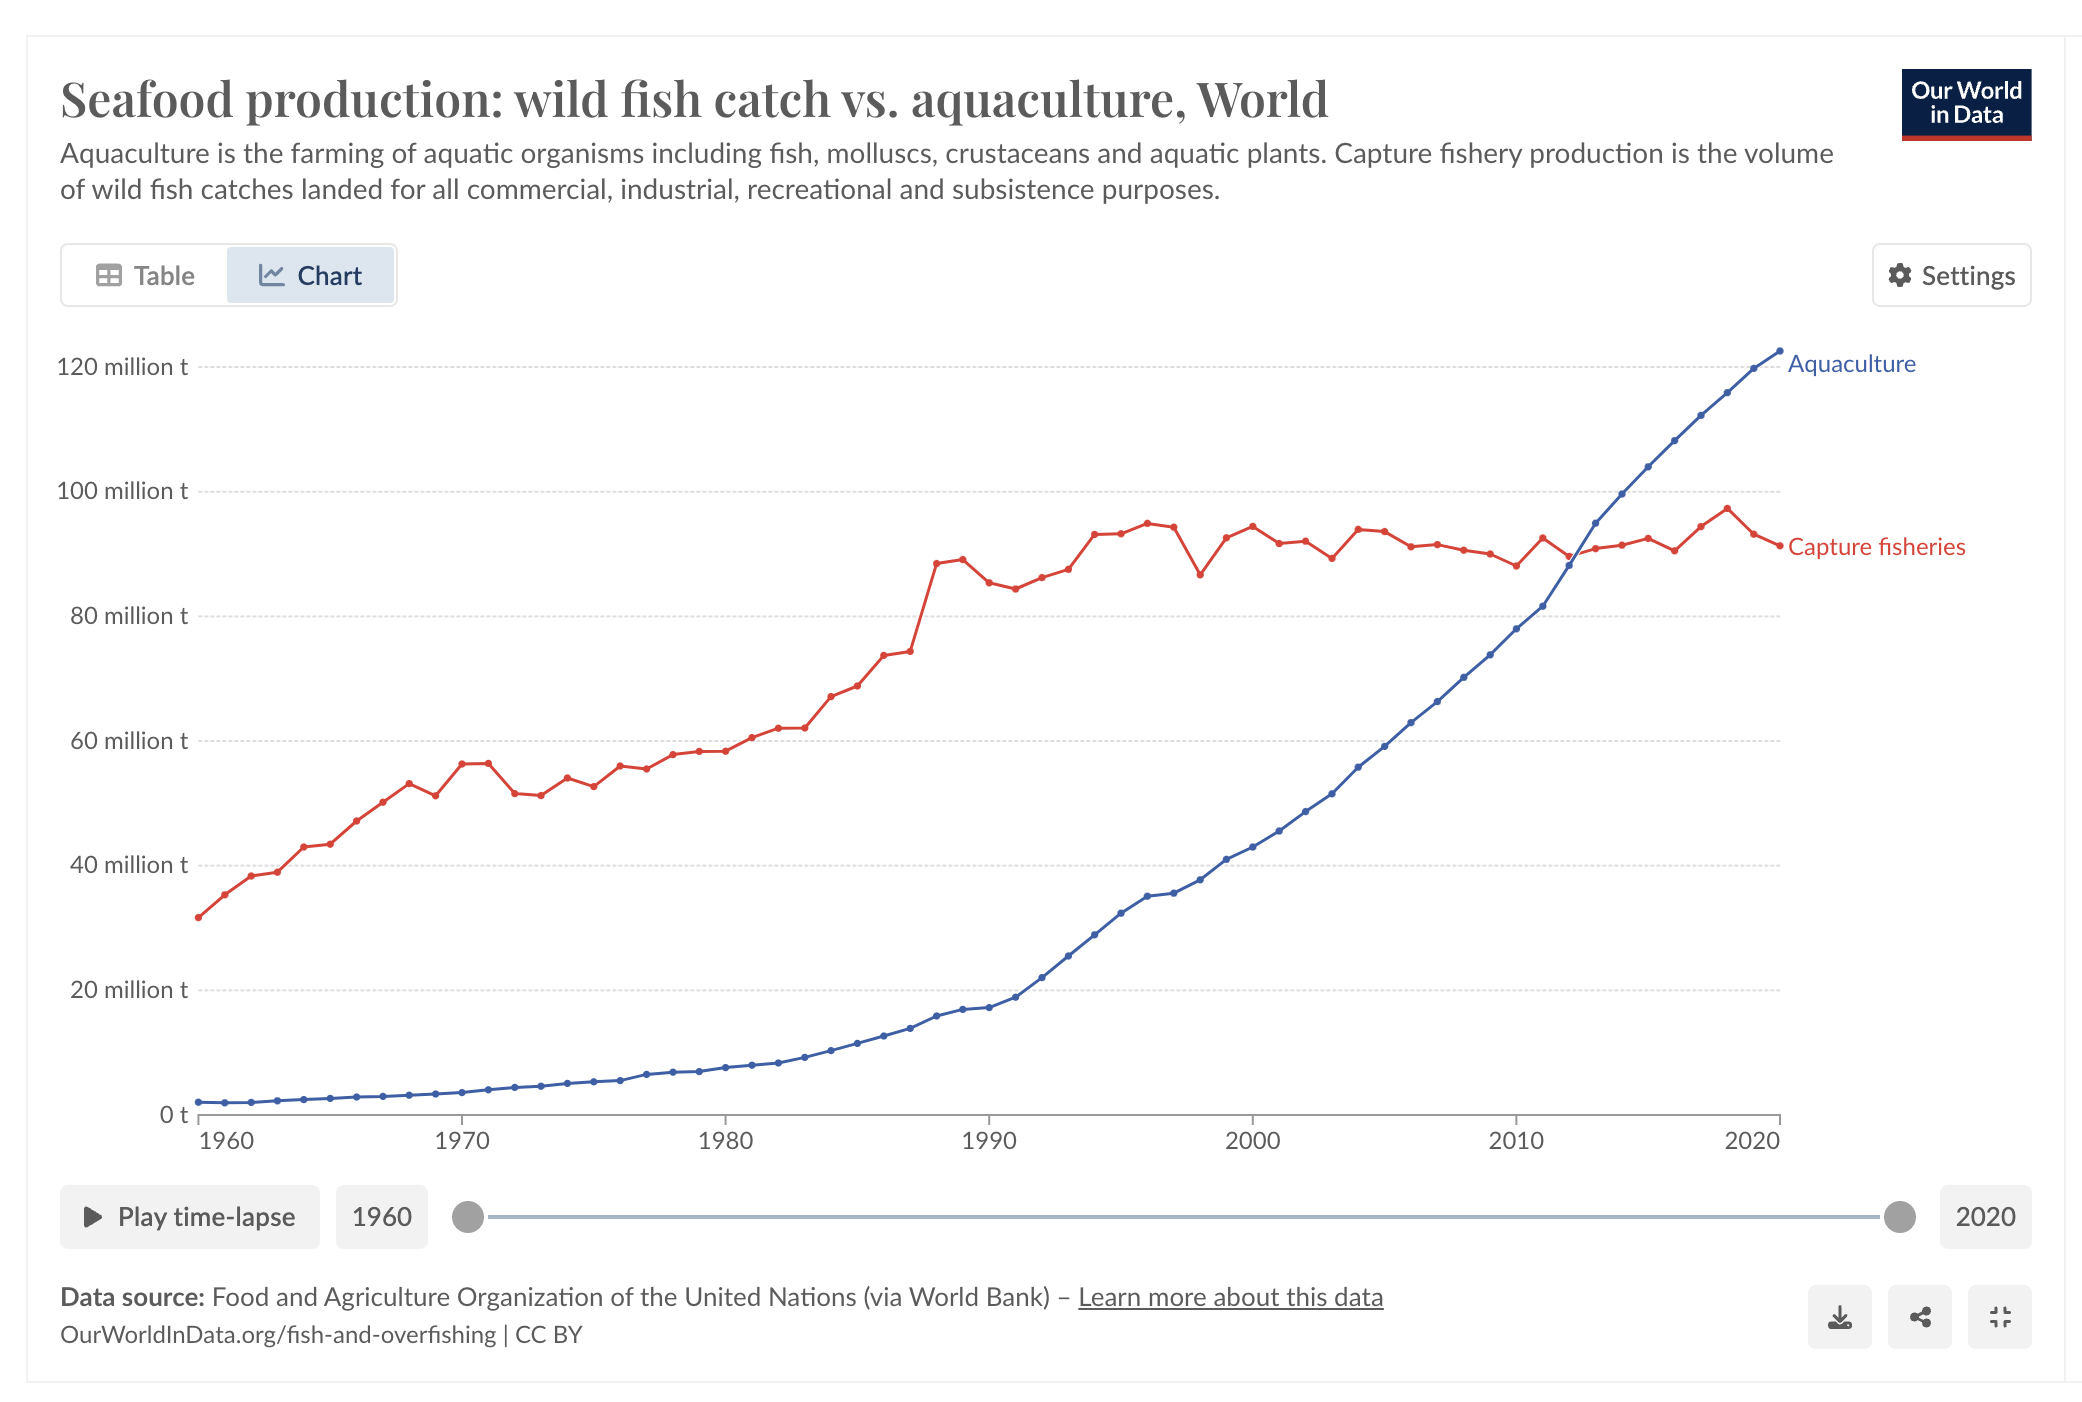 Seafood production: wild fish catch vs. aquaculture, World
Our World
in Data
Aquaculture is the farming of aquatic organisms including fish, molluscs, crustaceans and aquatic plants. Capture fishery production is the volume
of wild fish catches landed for all commercial, industrial, recreational and subsistence purposes.
Table
Chart
Settings
120 million t
100 million t
80 million t
60 million t
40 million t
20 million t
0 t
Aquaculture
Capture fisheries
1960
1970
1980
1990
2000
2010
2020
Play time-lapse
1960
2020
Data source: Food and Agriculture Organization of the United Nations (via World Bank) – Learn more about this data
OurWorldInData.org/fish-and-overfishing | CC BY